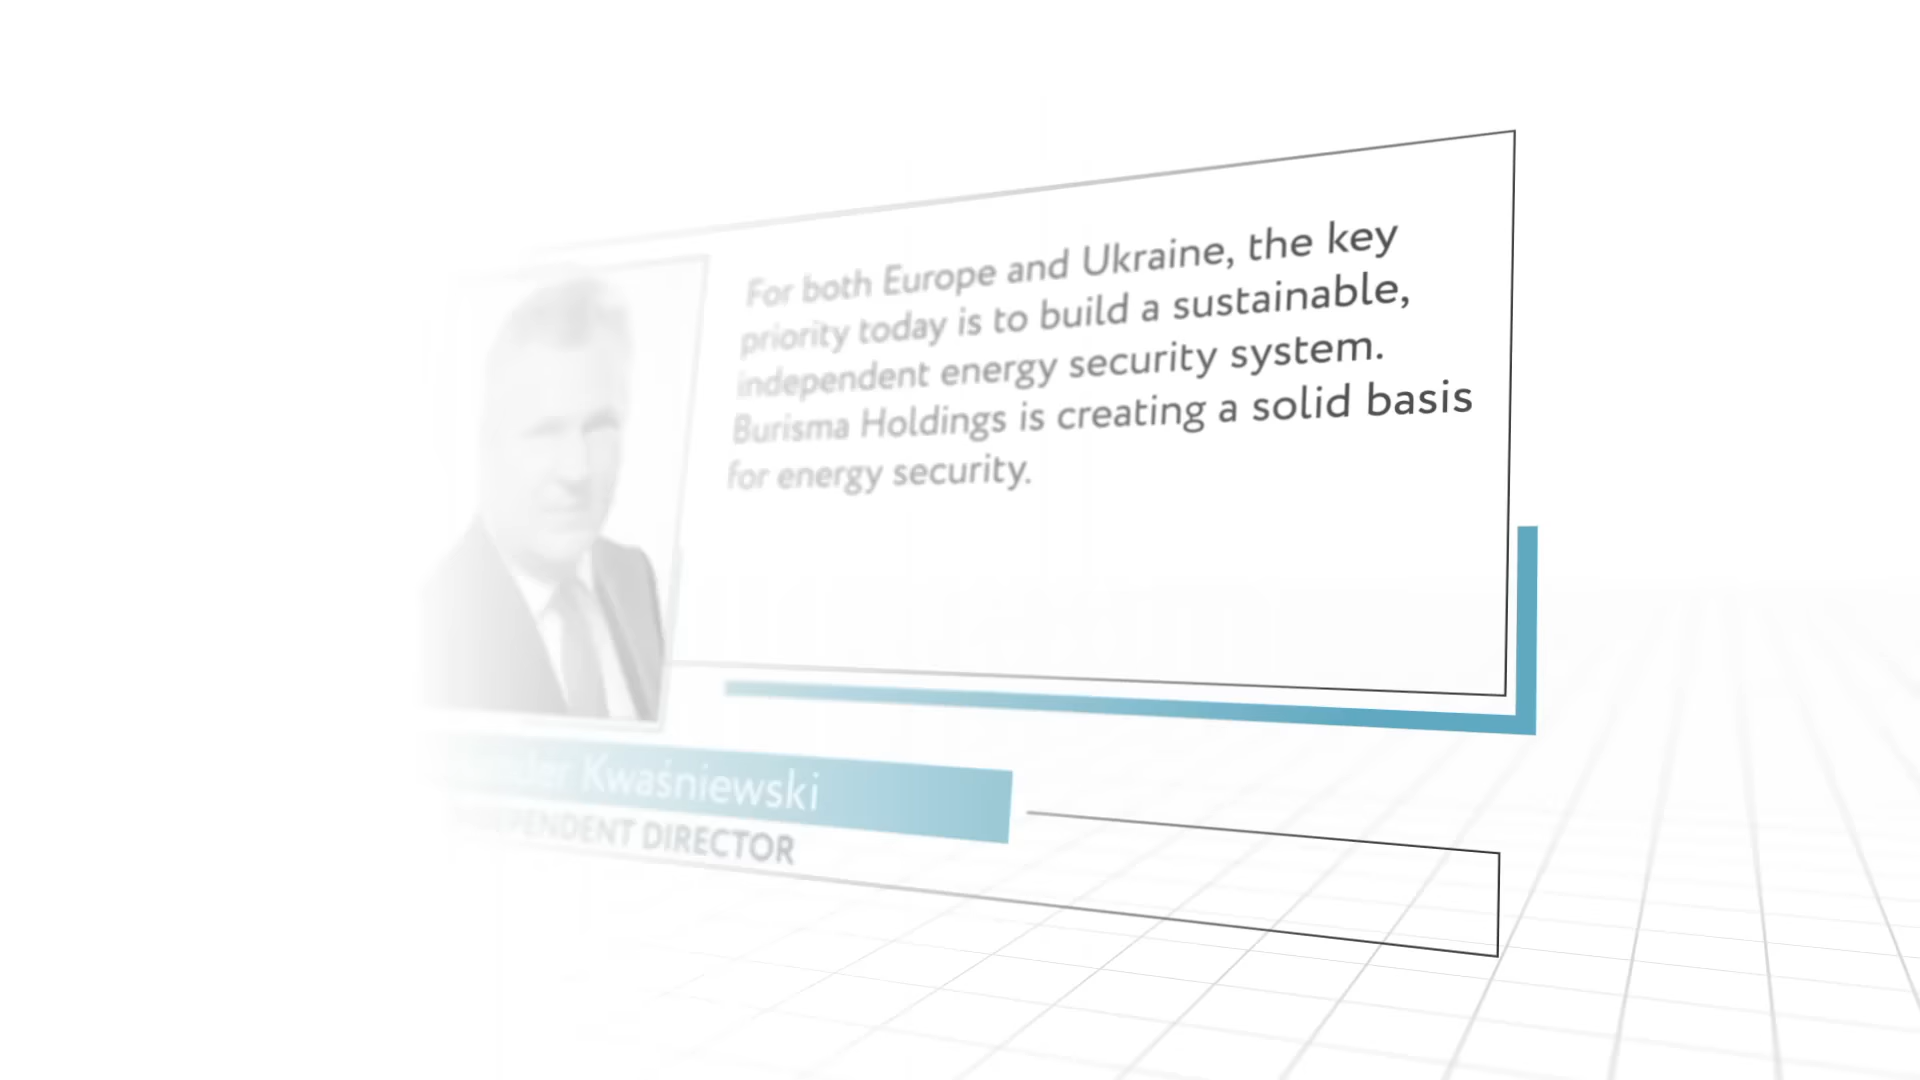 For both Europe and Ukraine, the key
priority today is to build a sustainable,
independent energy security system.
Burisma Holdings is creating a solid basis
for energy security.
Kwaśniewski
INDEPENDENT DIRECTOR